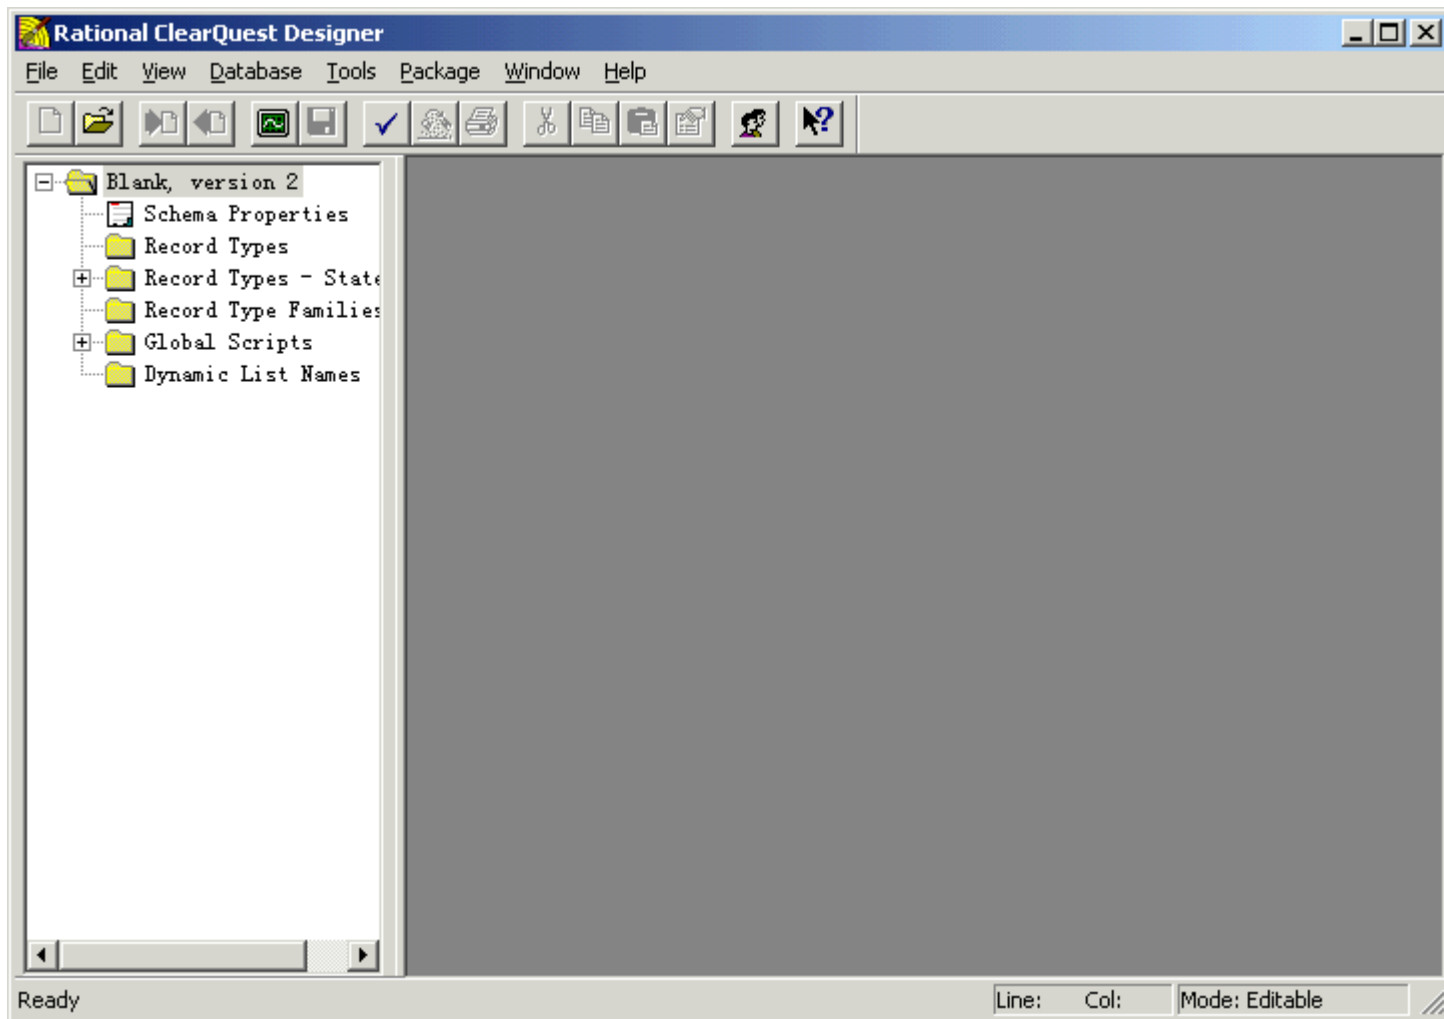 Rational ClearQuest Designer
File Edit View Database Tools Package Window Help
Blank, version 2
Schema Properties
Record Types
Record Types - State
Record Type Families
Global Scripts
Dynamic List Names
Ready
Line: Col: Mode: Editable